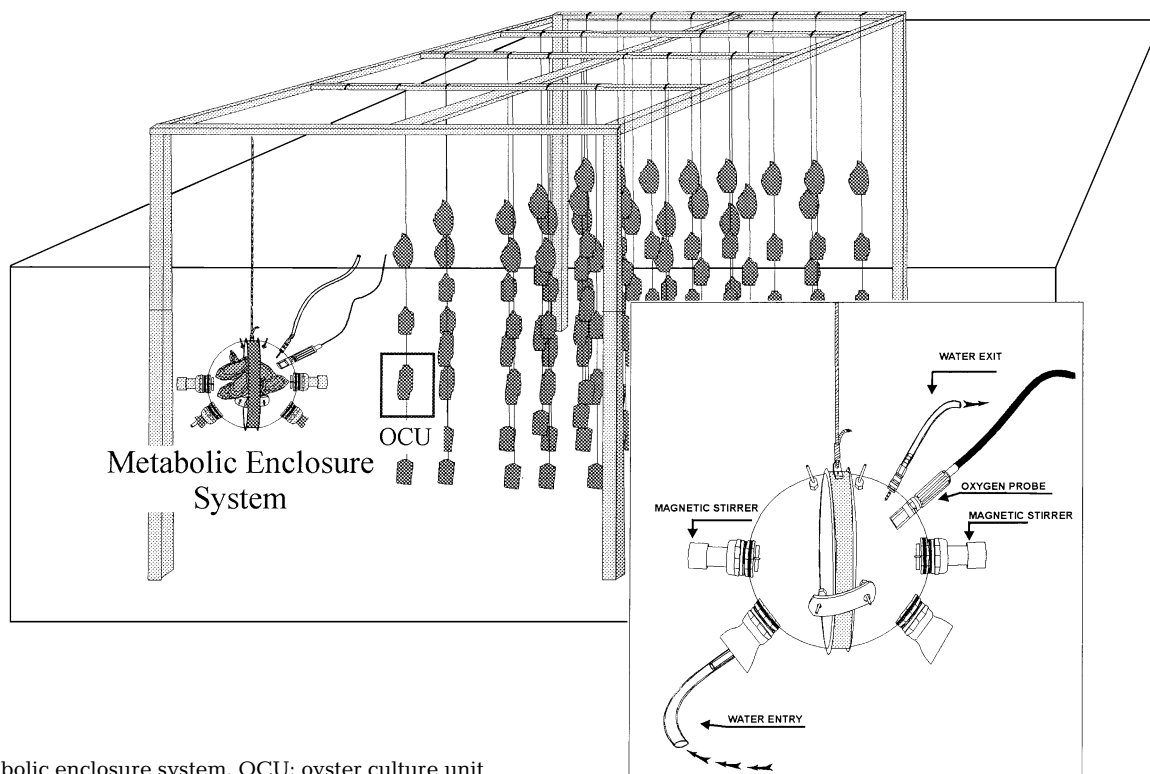 OCU
Metabolic Enclosure
System
WATER EXIT
OXYGEN PROBE
MAGNETIC STIRRER
MAGNETIC STIRRER
WATER ENTRY
bolic enclosure system. OCU: oyster culture unit